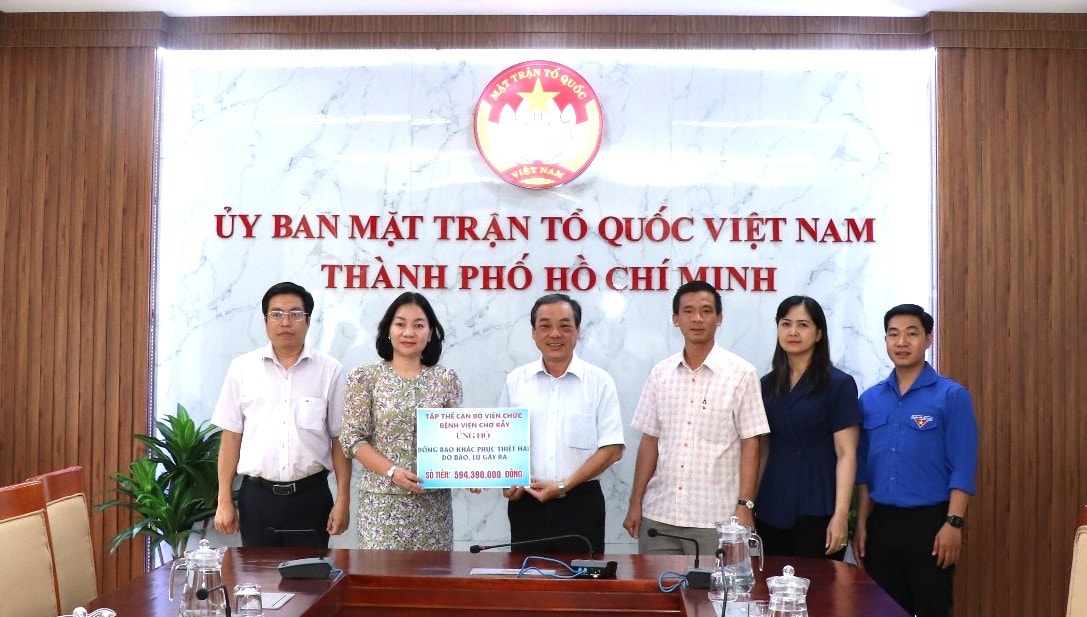 MẶT TRẬN TỔ QUỐC
VIỆT NAM
ỦY BAN MẶT TRẬN TỔ QUỐC VIỆT NAM
THÀNH PHỐ HỒ CHÍ MINH
TẬP THỂ CÁN BỘ VIÊN CHỨC
BỆNH VIỆN CHỢ RẪY
ỦNG HỘ
ĐỒNG BÀO KHẮC PHỤC THIỆT HẠI
DO BÃO, LŨ GÂY RA
SỐ TIỀN: 594.390.000 ĐỒNG